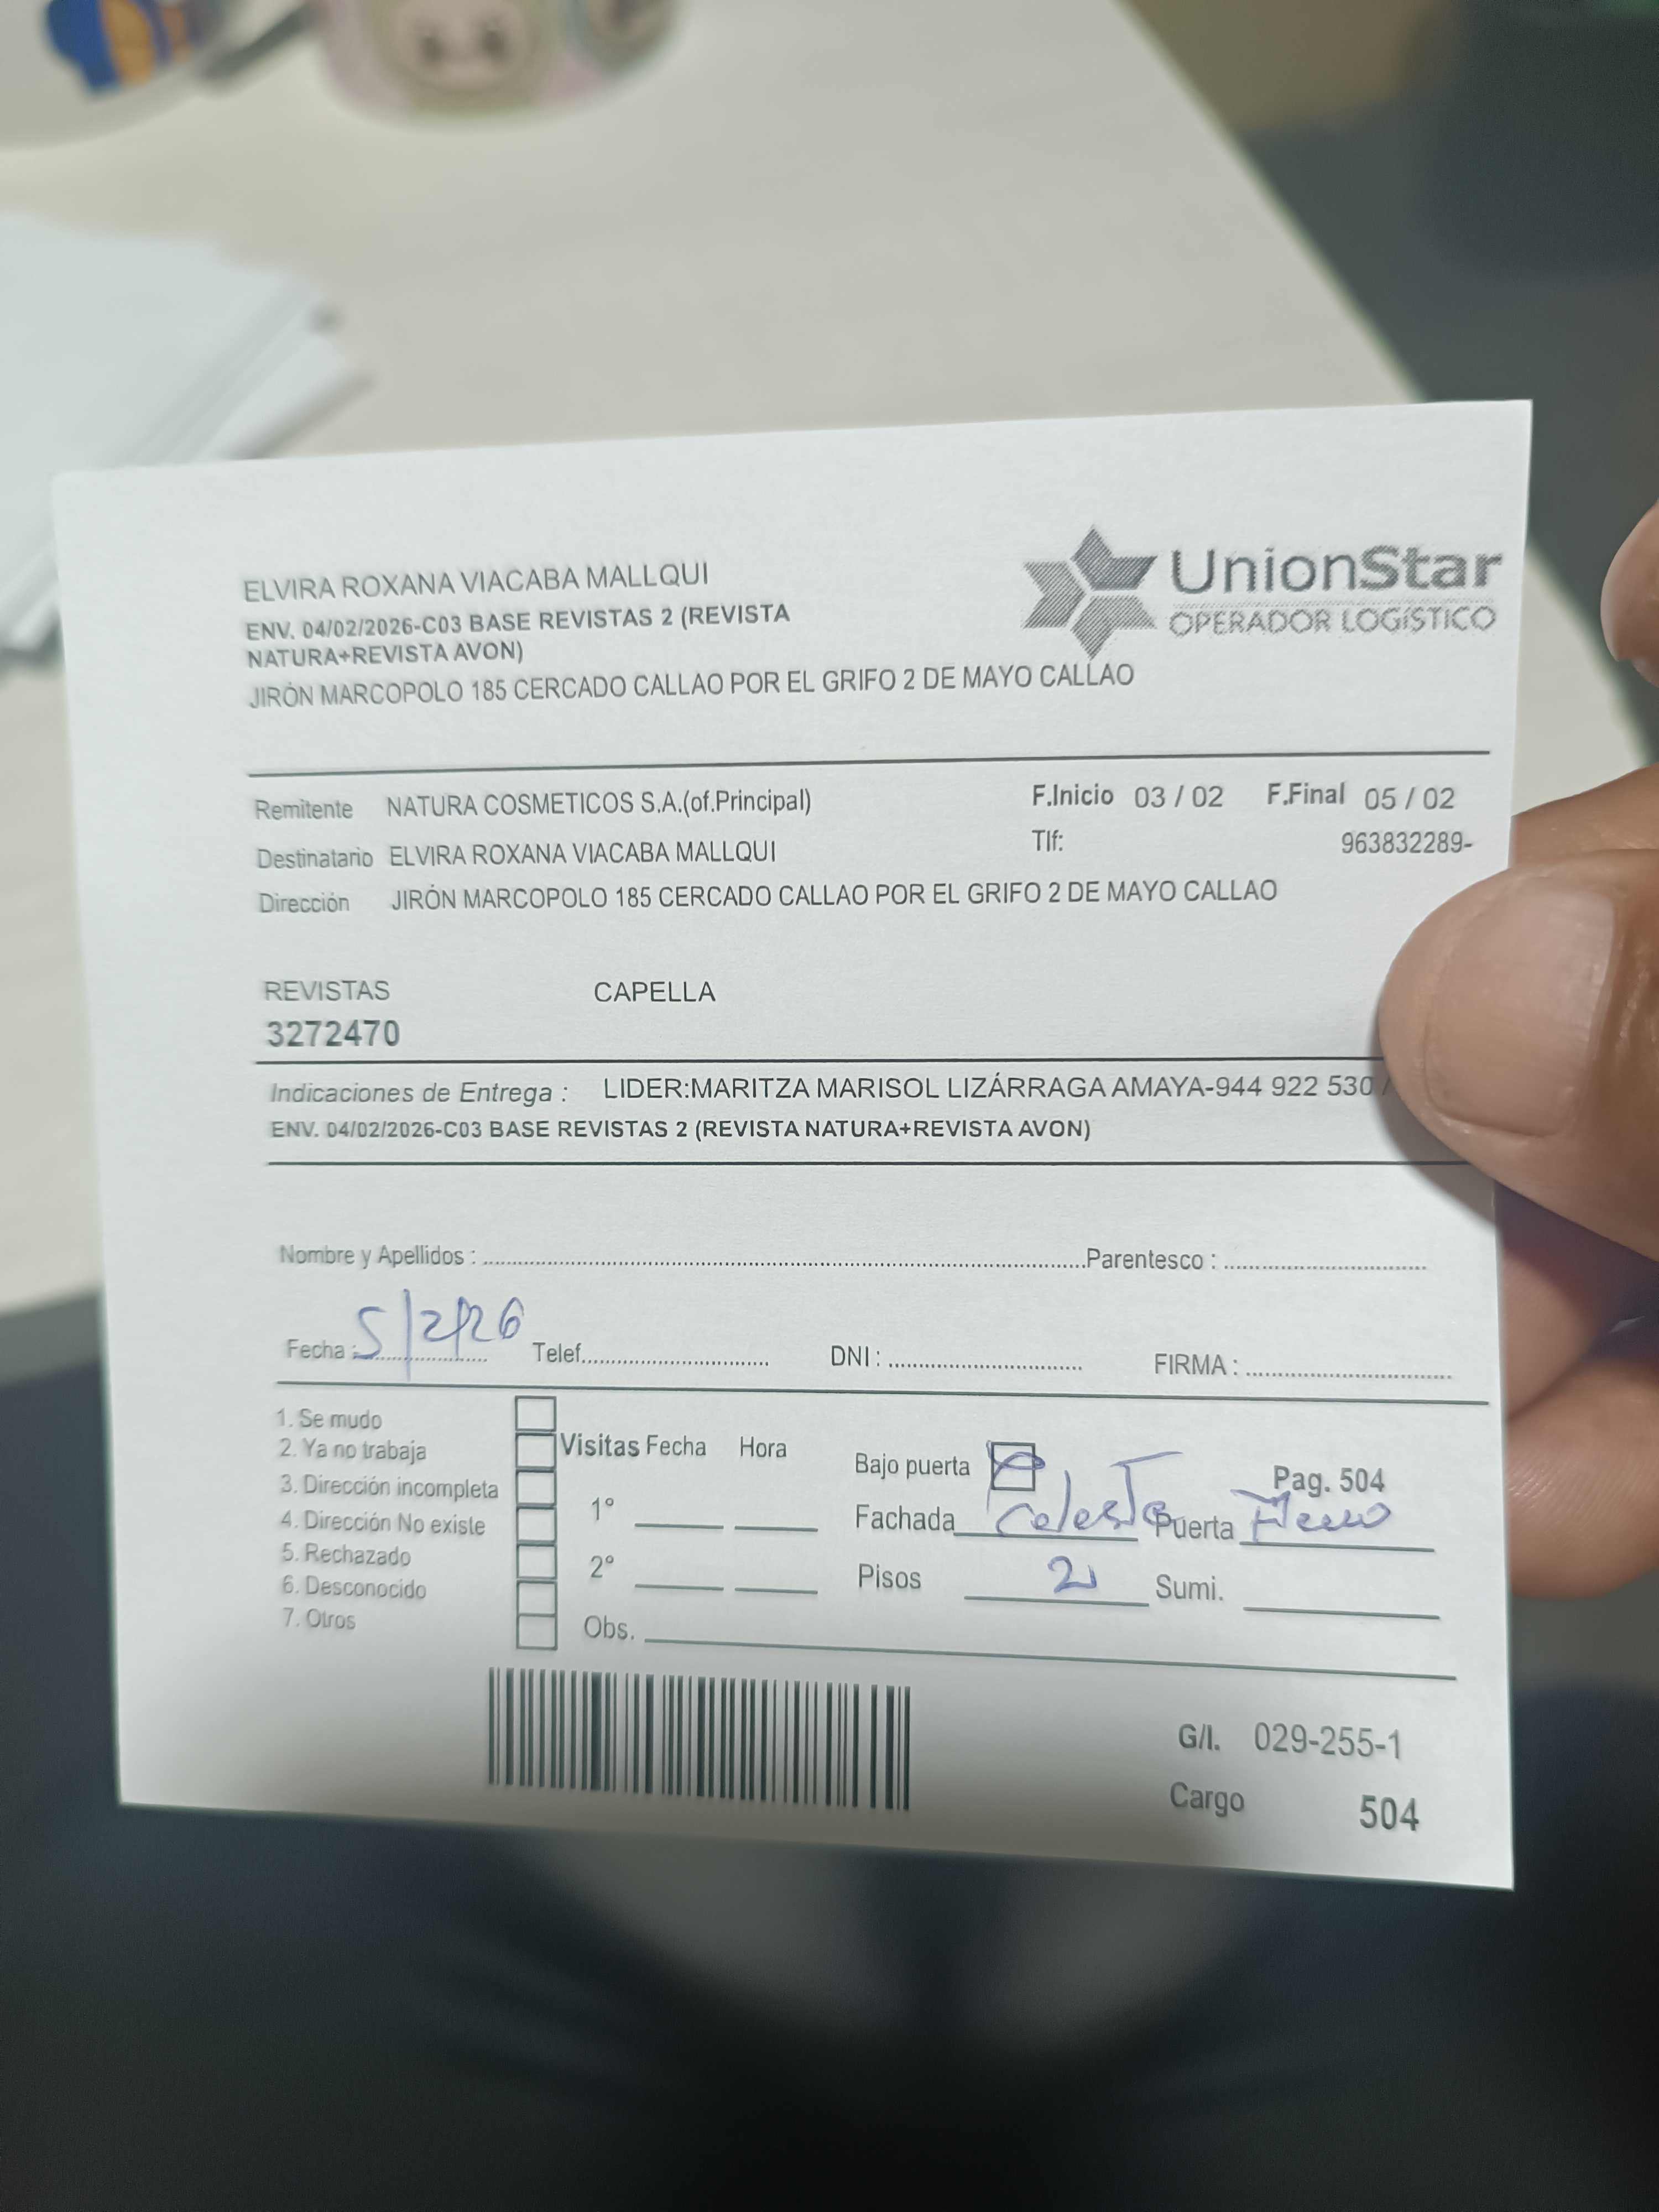 ELVIRA ROXANA VIACABA MALLQUI
ENV. 04/02/2026-C03 BASE REVISTAS 2 (REVISTA
NATURA+REVISTA AVON)
JIRÓN MARCOPOLO 185 CERCADO CALLAO POR EL GRIFO 2 DE MAYO CALLAO
UnionStar
OPERADOR LOGÍSTICO
Remitente NATURA COSMETICOS S.A.(of.Principal) F.Inicio 03 / 02 F.Final 05 / 02
Destinatario ELVIRA ROXANA VIACABA MALLQUI Tlf: 963832289-
Dirección JIRÓN MARCOPOLO 185 CERCADO CALLAO POR EL GRIFO 2 DE MAYO CALLAO
REVISTAS CAPELLA
3272470
Indicaciones de Entrega : LIDER:MARITZA MARISOL LIZÁRRAGA AMAYA-944 922 530 /
ENV. 04/02/2026-C03 BASE REVISTAS 2 (REVISTA NATURA+REVISTA AVON)
Nombre y Apellidos : Parentesco :
Fecha : 5/2/26 Telef. DNI : FIRMA :
1. Se mudo
2. Ya no trabaja
3. Dirección incompleta
4. Dirección No existe
5. Rechazado
6. Desconocido
7. Otros
Visitas Fecha Hora
1°
2°
Obs.
Bajo puerta Pag. 504
Fachada Celeste Puerta Fierro
Pisos 2 Sumi.
G/I. 029-255-1
Cargo 504